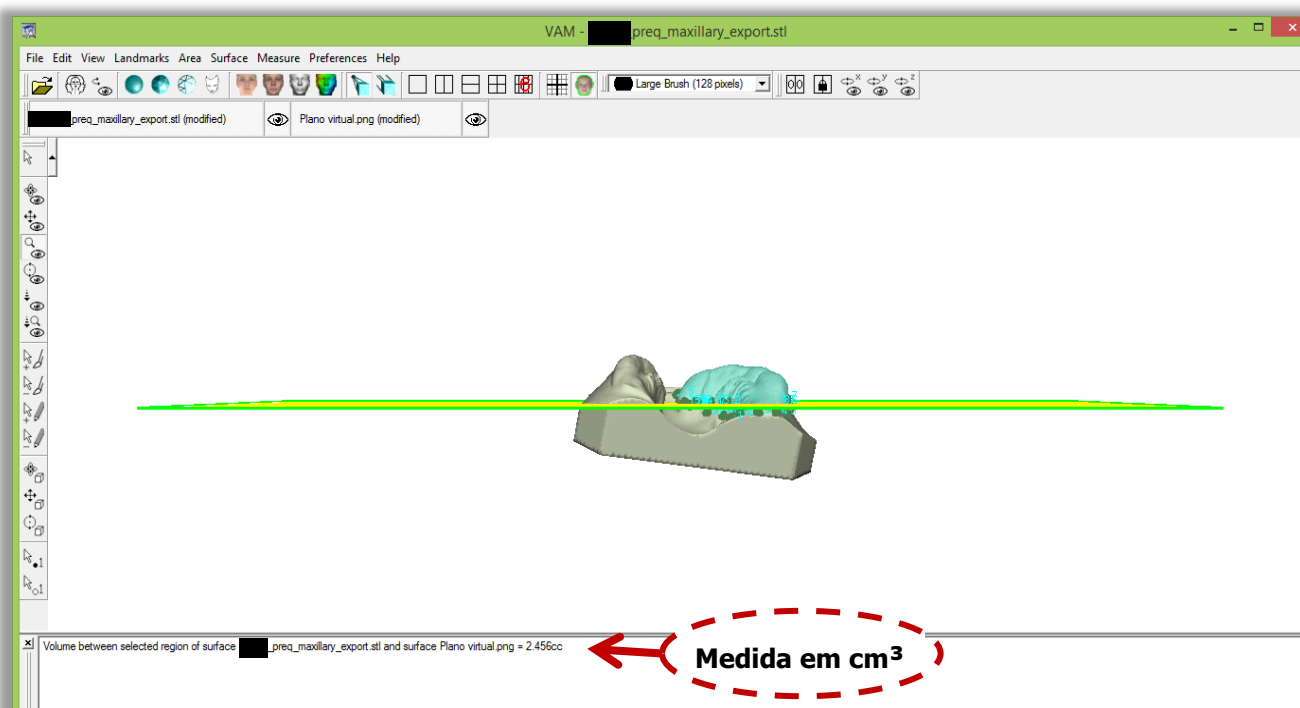 VAM - preq_maxillary_export.stl
File Edit View Landmarks Area Surface Measure Preferences Help
Large Brush (128 pixels)
preq_maxillary_export.stl (modified) Plano virtual.png (modified)
Volume between selected region of surface _preq_maxillary_export.stl and surface Plano virtual.png = 2.456cc
Medida em cm³